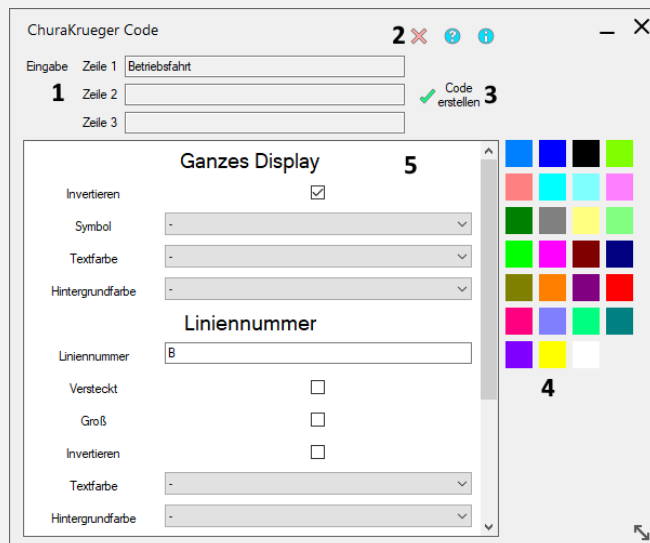 ChuraKrueger Code
2
Eingabe Zeile 1 Betriebsfahrt
1 Zeile 2
Code
erstellen 3
Zeile 3
Ganzes Display 5
Invertieren
Symbol -
Textfarbe -
Hintergrundfarbe -
Liniennummer
Liniennummer B
Versteckt
Groß
Invertieren
Textfarbe -
Hintergrundfarbe -
4